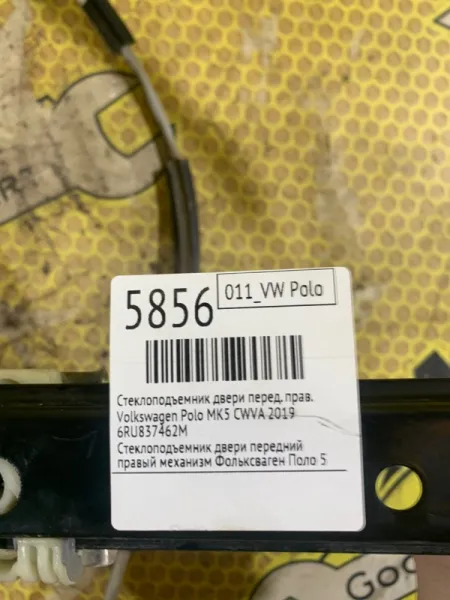 5856
011_VW Polo
Стеклоподъемник двери перед. прав.
Volkswagen Polo MK5 CWVA 2019
6RU837462M
Стеклоподъемник двери передний
правый механизм Фольксваген Поло 5